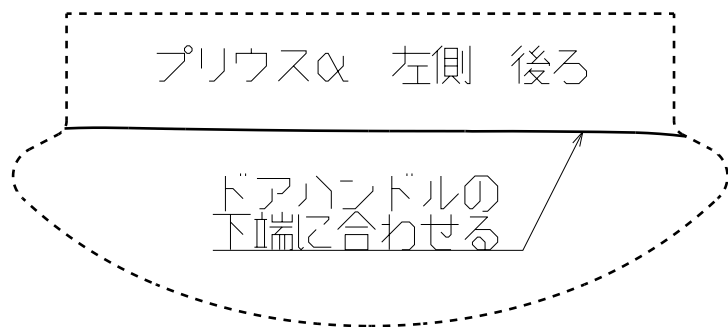 プリウスα 左側 後ろ
ドアハンドルの
下端に合わせる